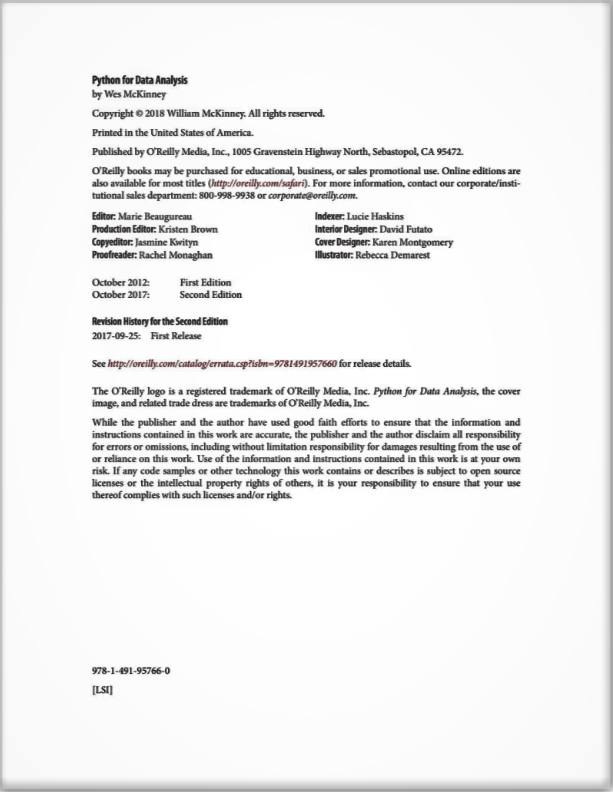 Python for Data Analysis
by Wes McKinney
Copyright © 2018 William McKinney. All rights reserved.
Printed in the United States of America.
Published by O'Reilly Media, Inc., 1005 Gravenstein Highway North, Sebastopol, CA 95472.
O'Reilly books may be purchased for educational, business, or sales promotional use. Online editions are
also available for most titles (http://oreilly.com/safari). For more information, contact our corporate/insti-
tutional sales department: 800-998-9938 or corporate@oreilly.com.
Editor: Marie Beaugureau
Production Editor: Kristen Brown
Copyeditor: Jasmine Kwityn
Proofreader: Rachel Monaghan
Indexer: Lucie Haskins
Interior Designer: David Futato
Cover Designer: Karen Montgomery
Illustrator: Rebecca Demarest
October 2012: First Edition
October 2017: Second Edition
Revision History for the Second Edition
2017-09-25: First Release
See http://oreilly.com/catalog/errata.csp?isbn=9781491957660 for release details.
The O'Reilly logo is a registered trademark of O'Reilly Media, Inc. Python for Data Analysis, the cover
image, and related trade dress are trademarks of O'Reilly Media, Inc.
While the publisher and the author have used good faith efforts to ensure that the information and
instructions contained in this work are accurate, the publisher and the author disclaim all responsibility
for errors or omissions, including without limitation responsibility for damages resulting from the use of
or reliance on this work. Use of the information and instructions contained in this work is at your own
risk. If any code samples or other technology this work contains or describes is subject to open source
licenses or the intellectual property rights of others, it is your responsibility to ensure that your use
thereof complies with such licenses and/or rights.
978-1-491-95766-0
[LSI]